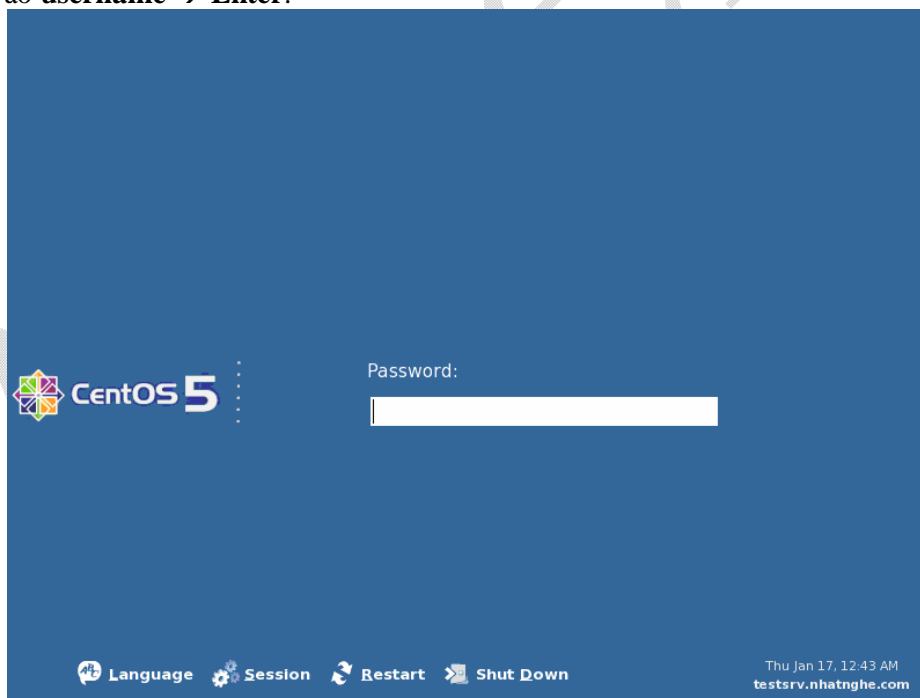 username → Enter.
CentOS 5
Password:
Language Session Restart Shut Down
Thu Jan 17, 12:43 AM
testsrv.nhatnghe.com